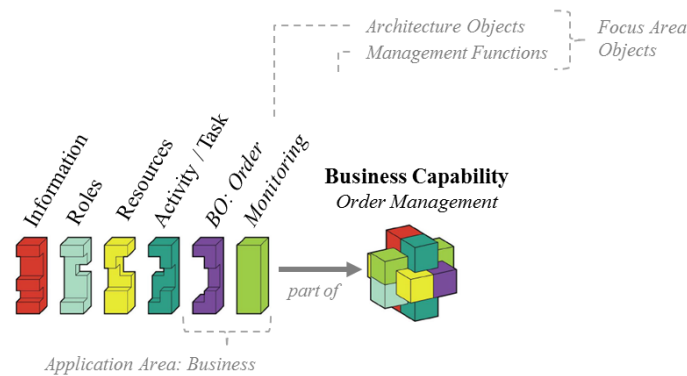 Architecture Objects
Management Functions
Focus Area
Objects
Information
Roles
Resources
Activity / Task
BO: Order
Monitoring
Business Capability
Order Management
part of
Application Area: Business